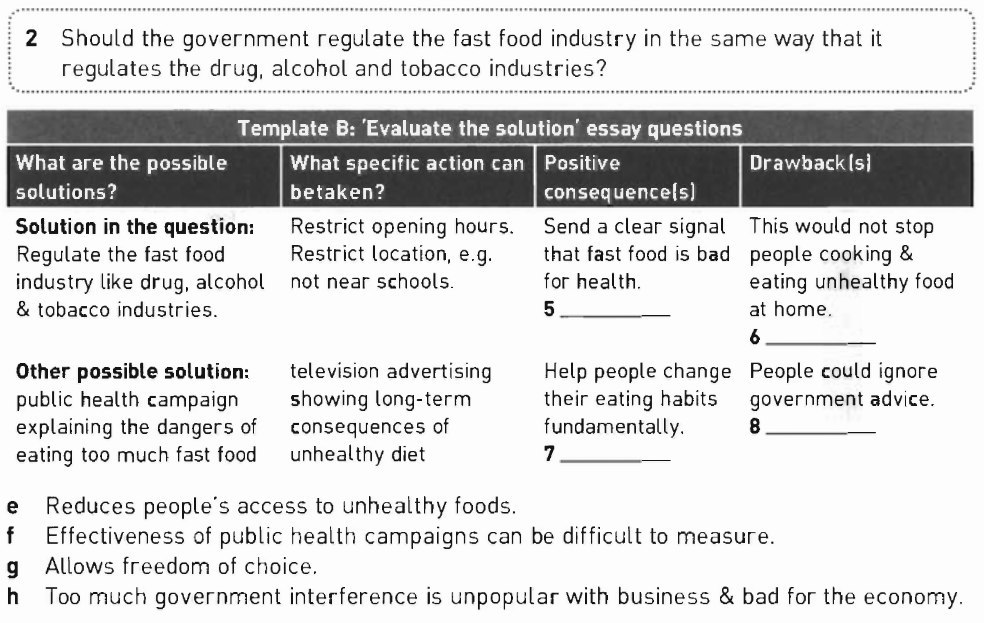 2 Should the government regulate the fast food industry in the same way that it
regulates the drug, alcohol and tobacco industries?
Template B: 'Evaluate the solution' essay questions
What are the possible
solutions?
What specific action can
betaken?
Positive
consequence(s)
Drawback(s)
Solution in the question:
Regulate the fast food
industry like drug, alcohol
& tobacco industries.
Restrict opening hours.
Restrict location, e.g.
not near schools.
Send a clear signal
that fast food is bad
for health.
5 ________
This would not stop
people cooking &
eating unhealthy food
at home.
6 ________
Other possible solution:
public health campaign
explaining the dangers of
eating too much fast food
television advertising
showing long-term
consequences of
unhealthy diet
Help people change
their eating habits
fundamentally.
7 ________
People could ignore
government advice.
8 ________
e Reduces people's access to unhealthy foods.
f Effectiveness of public health campaigns can be difficult to measure.
g Allows freedom of choice.
h Too much government interference is unpopular with business & bad for the economy.